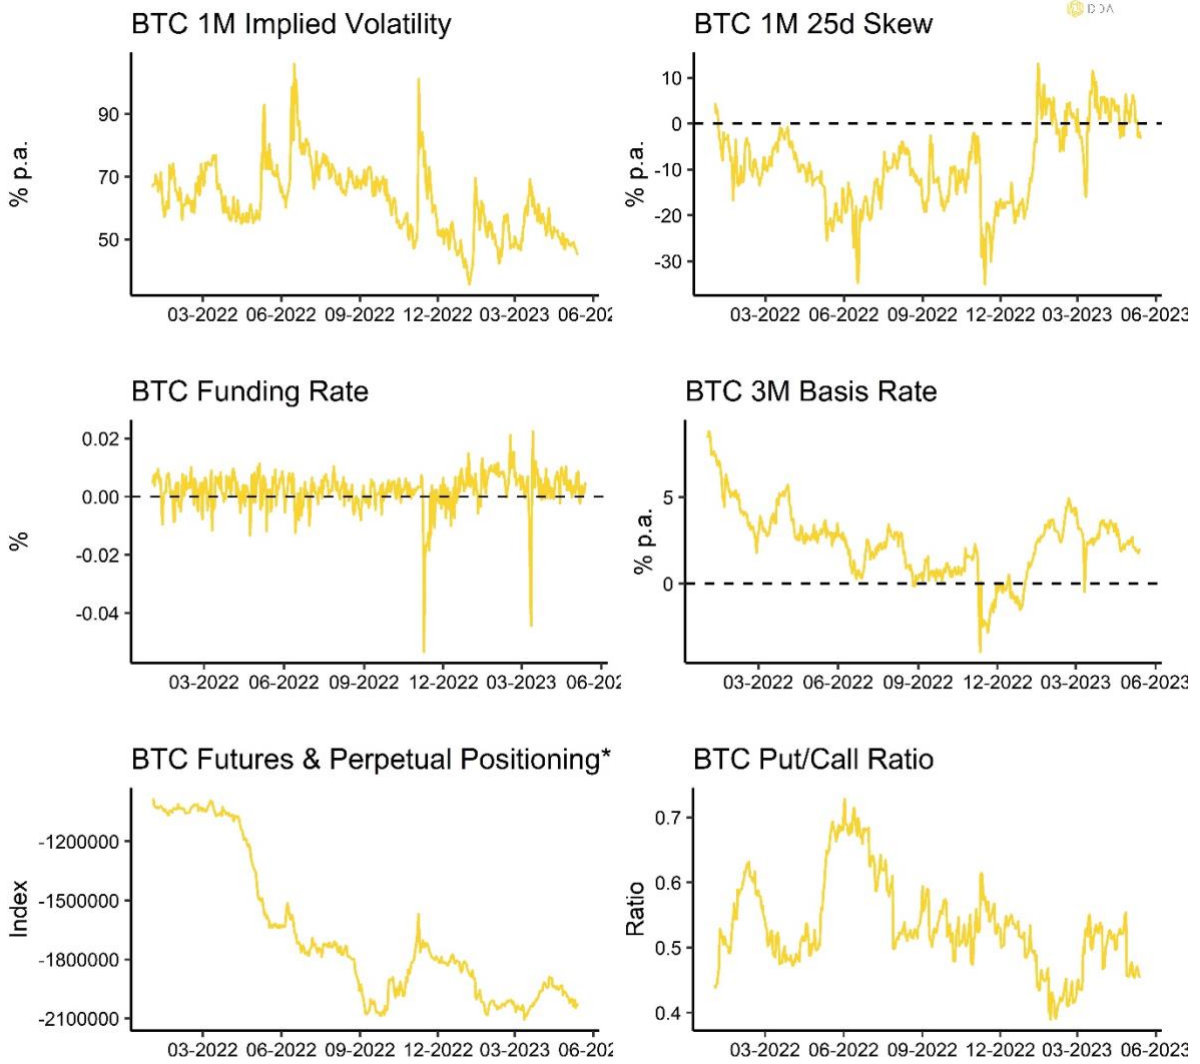 BTC 1M Implied Volatility
% p.a.
90
70
50
03-2022 06-2022 09-2022 12-2022 03-2023 06-202
BTC 1M 25d Skew
% p.a.
10
0
-10
-20
-30
03-2022 06-2022 09-2022 12-2022 03-2023 06-2023
BTC Funding Rate
%
0.02
0.00
-0.02
-0.04
03-2022 06-2022 09-2022 12-2022 03-2023 06-202
BTC 3M Basis Rate
% p.a.
5
0
03-2022 06-2022 09-2022 12-2022 03-2023 06-2023
BTC Futures & Perpetual Positioning*
Index
-1200000
-1500000
-1800000
-2100000
03-2022 06-2022 09-2022 12-2022 03-2023 06-202
BTC Put/Call Ratio
Ratio
0.7
0.6
0.5
0.4
03-2022 06-2022 09-2022 12-2022 03-2023 06-2023